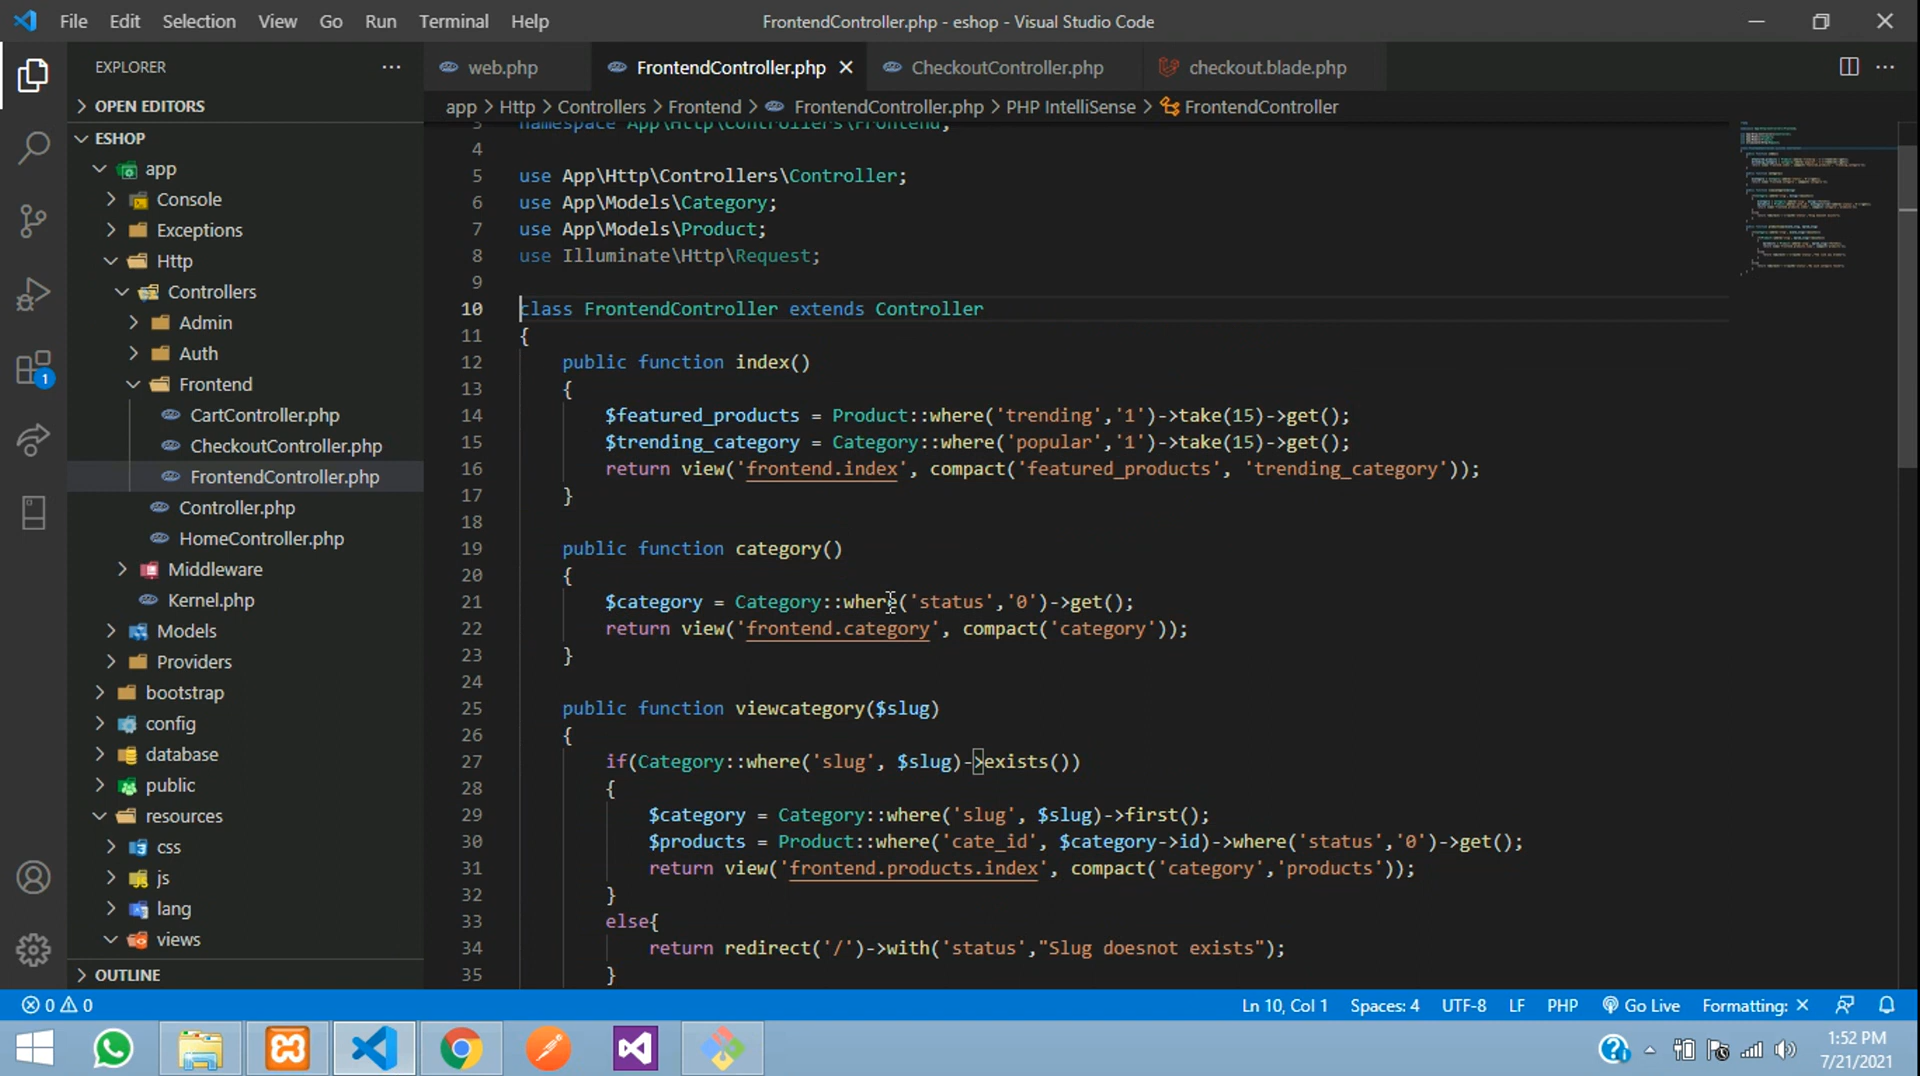 File Edit Selection View Go Run Terminal Help
FrontendController.php - eshop - Visual Studio Code
EXPLORER
OPEN EDITORS
ESHOP
app
Console
Exceptions
Http
Controllers
Admin
Auth
Frontend
CartController.php
CheckoutController.php
FrontendController.php
Controller.php
HomeController.php
Middleware
Kernel.php
Models
Providers
bootstrap
config
database
public
resources
css
js
lang
views
OUTLINE
1
web.php FrontendController.php CheckoutController.php checkout.blade.php
app > Http > Controllers > Frontend > FrontendController.php > PHP IntelliSense > FrontendController
3 namespace App\Http\Controllers\Frontend;
4
5 use App\Http\Controllers\Controller;
6 use App\Models\Category;
7 use App\Models\Product;
8 use Illuminate\Http\Request;
9
10 class FrontendController extends Controller
11 {
12 public function index()
13 {
14 $featured_products = Product::where('trending','1')->take(15)->get();
15 $trending_category = Category::where('popular','1')->take(15)->get();
16 return view('frontend.index', compact('featured_products', 'trending_category'));
17 }
18
19 public function category()
20 {
21 $category = Category::where('status','0')->get();
22 return view('frontend.category', compact('category'));
23 }
24
25 public function viewcategory($slug)
26 {
27 if(Category::where('slug', $slug)->exists())
28 {
29 $category = Category::where('slug', $slug)->first();
30 $products = Product::where('cate_id', $category->id)->where('status','0')->get();
31 return view('frontend.products.index', compact('category','products'));
32 }
33 else{
34 return redirect('/')->with('status',"Slug doesnot exists");
35 }
0 0
Ln 10, Col 1 Spaces: 4 UTF-8 LF PHP Go Live Formatting: ×
1:52 PM
7/21/2021